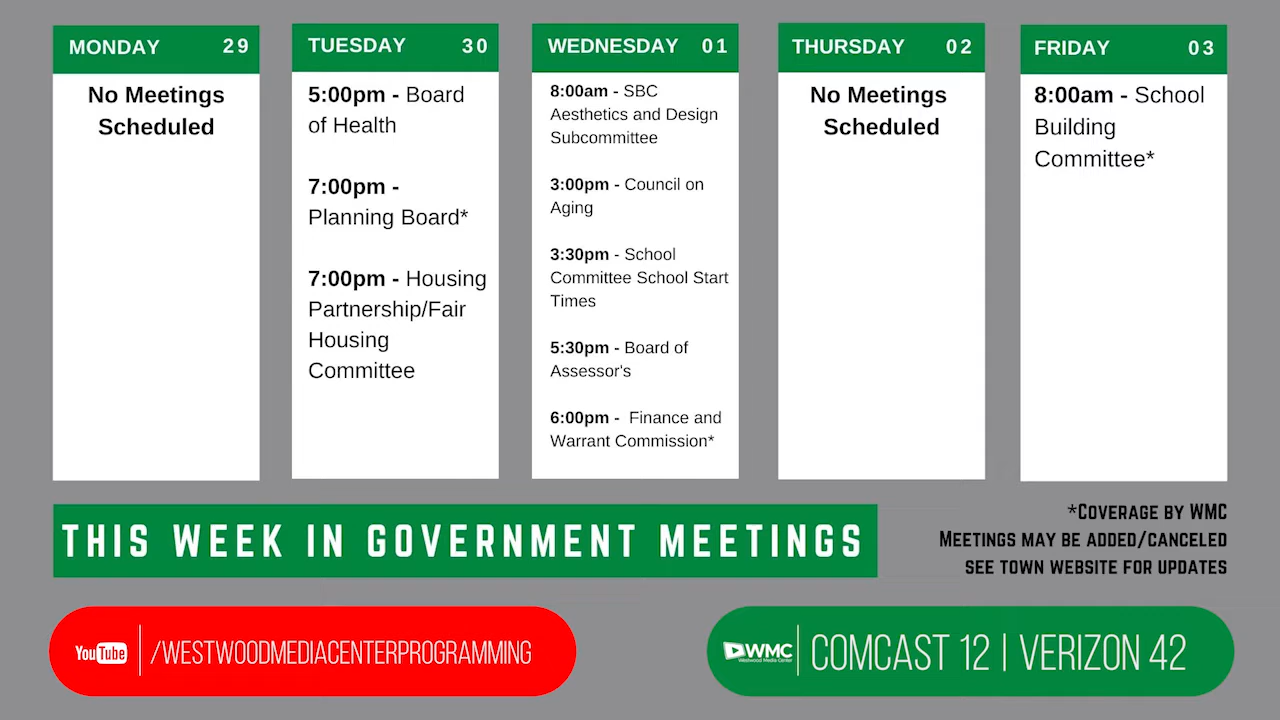 MONDAY 29
No Meetings
Scheduled
TUESDAY 30
5:00pm - Board
of Health
7:00pm -
Planning Board*
7:00pm - Housing
Partnership/Fair
Housing
Committee
WEDNESDAY 01
8:00am - SBC
Aesthetics and Design
Subcommittee
3:00pm - Council on
Aging
3:30pm - School
Committee School Start
Times
5:30pm - Board of
Assessor's
6:00pm - Finance and
Warrant Commission*
THURSDAY 02
No Meetings
Scheduled
FRIDAY 03
8:00am - School
Building
Committee*
THIS WEEK IN GOVERNMENT MEETINGS
*COVERAGE BY WMC
MEETINGS MAY BE ADDED/CANCELED
SEE TOWN WEBSITE FOR UPDATES
YouTube /WESTWOODMEDIACENTERPROGRAMMING
WMC
Westwood Media Center
COMCAST 12 | VERIZON 42